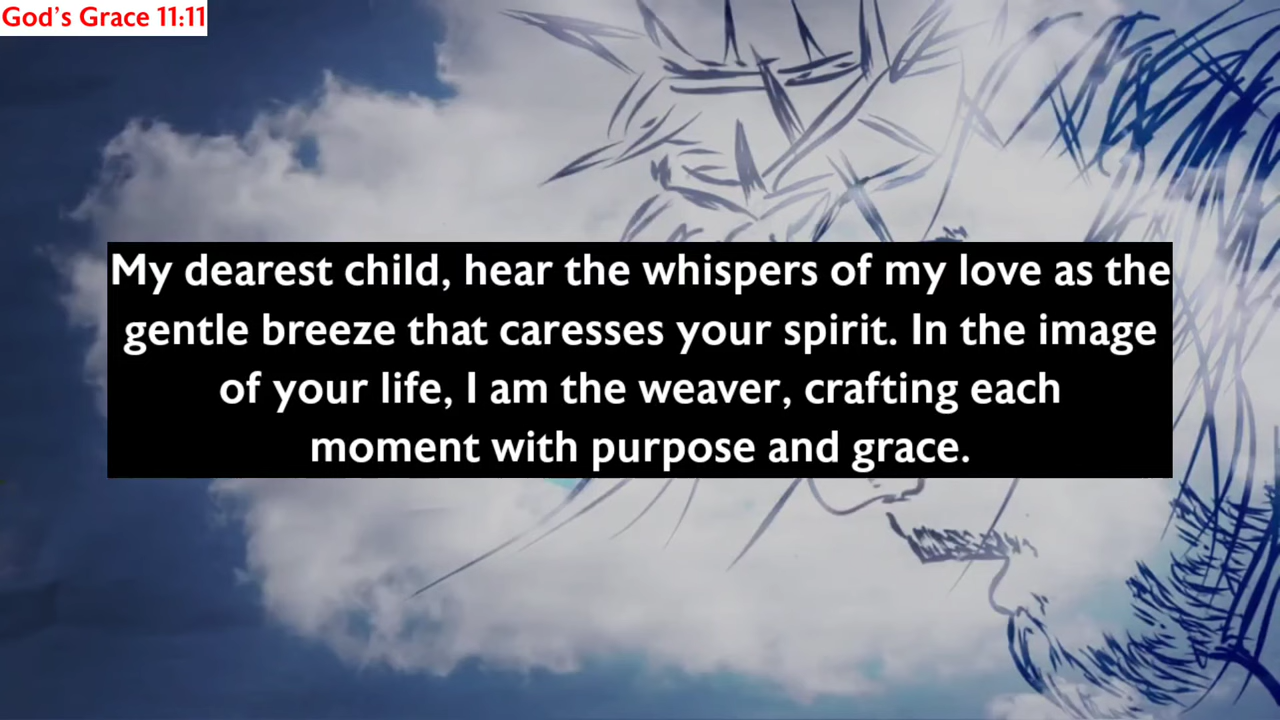 God's Grace 11:11
My dearest child, hear the whispers of my love as the
gentle breeze that caresses your spirit. In the image
of your life, I am the weaver, crafting each
moment with purpose and grace.